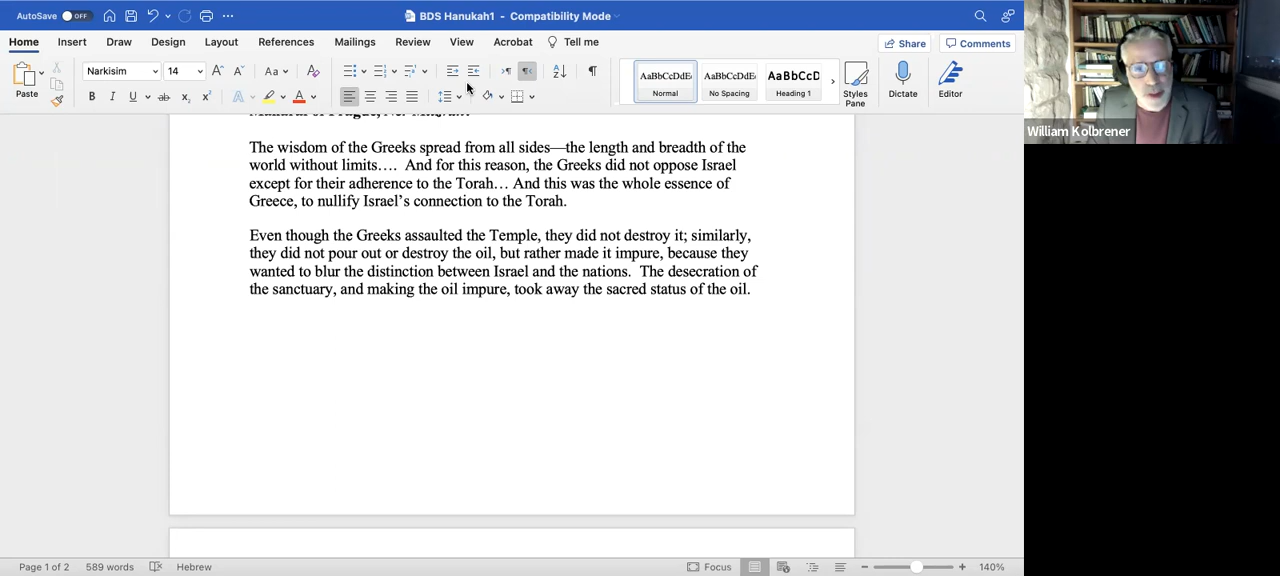 AutoSave OFF
BDS Hanukah1 - Compatibility Mode
Home Insert Draw Design Layout References Mailings Review View Acrobat Tell me Share Comments
Paste
Narkisim 14 Aa
AaBbCcDdE Normal
AaBbCcDdE No Spacing
AaBbCcD Heading 1
Styles Pane
Dictate
Editor
The wisdom of the Greeks spread from all sides—the length and breadth of the
world without limits…. And for this reason, the Greeks did not oppose Israel
except for their adherence to the Torah… And this was the whole essence of
Greece, to nullify Israel’s connection to the Torah.
Even though the Greeks assaulted the Temple, they did not destroy it; similarly,
they did not pour out or destroy the oil, but rather made it impure, because they
wanted to blur the distinction between Israel and the nations. The desecration of
the sanctuary, and making the oil impure, took away the sacred status of the oil.
Page 1 of 2 589 words Hebrew Focus 140%
William Kolbrener